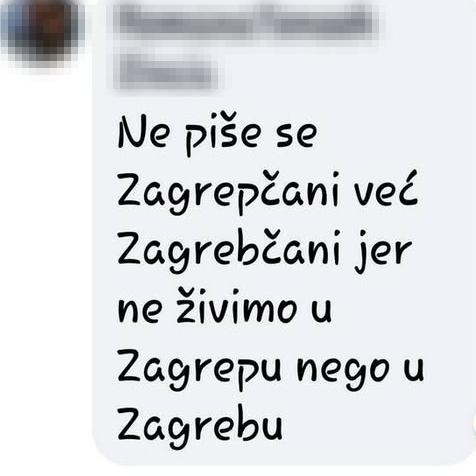 Ne piše se
Zagrepčani već
Zagrebčani jer
ne živimo u
Zagrepu nego u
Zagrebu